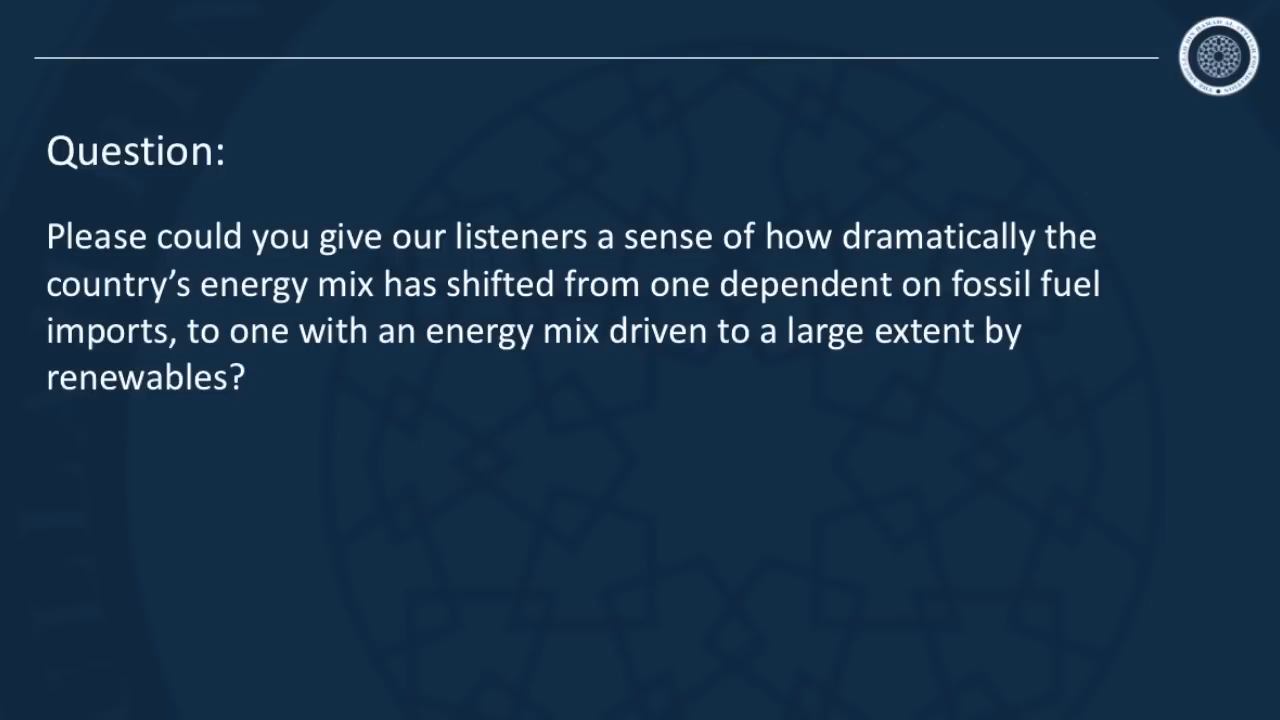 Question:
Please could you give our listeners a sense of how dramatically the
country’s energy mix has shifted from one dependent on fossil fuel
imports, to one with an energy mix driven to a large extent by
renewables?